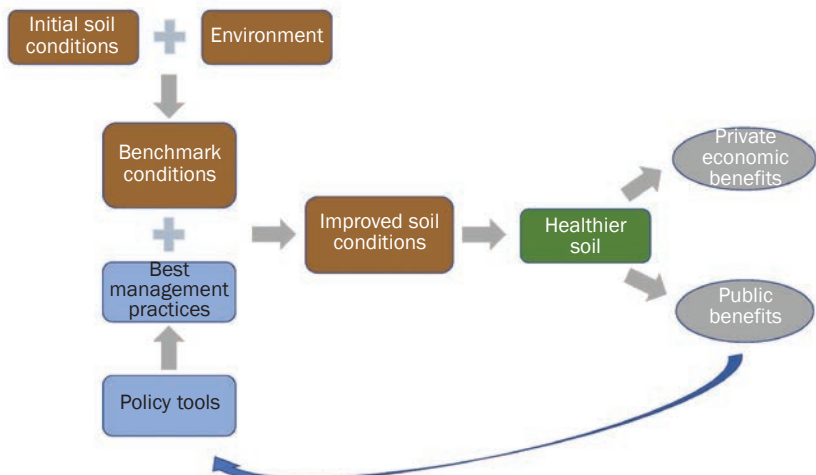 Initial soil
conditions
Environment
Benchmark
conditions
Private
economic
benefits
Improved soil
conditions
Healthier
soil
Best
management
practices
Public
benefits
Policy tools